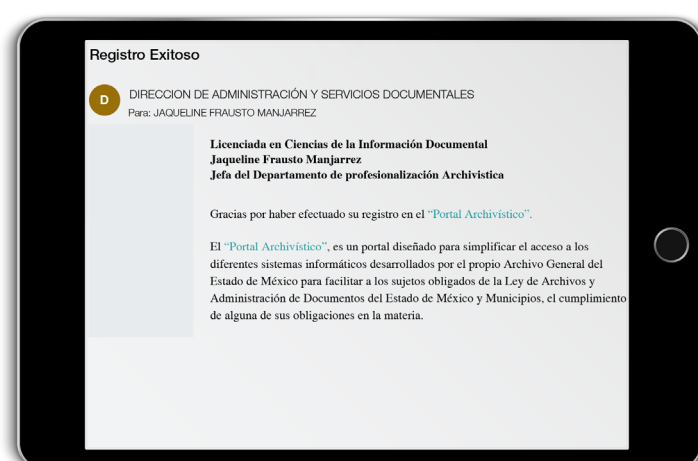 Registro Exitoso
D
DIRECCION DE ADMINISTRACIÓN Y SERVICIOS DOCUMENTALES
Para: JAQUELINE FRAUSTO MANJARREZ
Licenciada en Ciencias de la Información Documental
Jaqueline Frausto Manjarrez
Jefa del Departamento de profesionalización Archivistica
Gracias por haber efectuado su registro en el “Portal Archivístico”.
El “Portal Archivístico”, es un portal diseñado para simplificar el acceso a los
diferentes sistemas informáticos desarrollados por el propio Archivo General del
Estado de México para facilitar a los sujetos obligados de la Ley de Archivos y
Administración de Documentos del Estado de México y Municipios, el cumplimiento
de alguna de sus obligaciones en la materia.